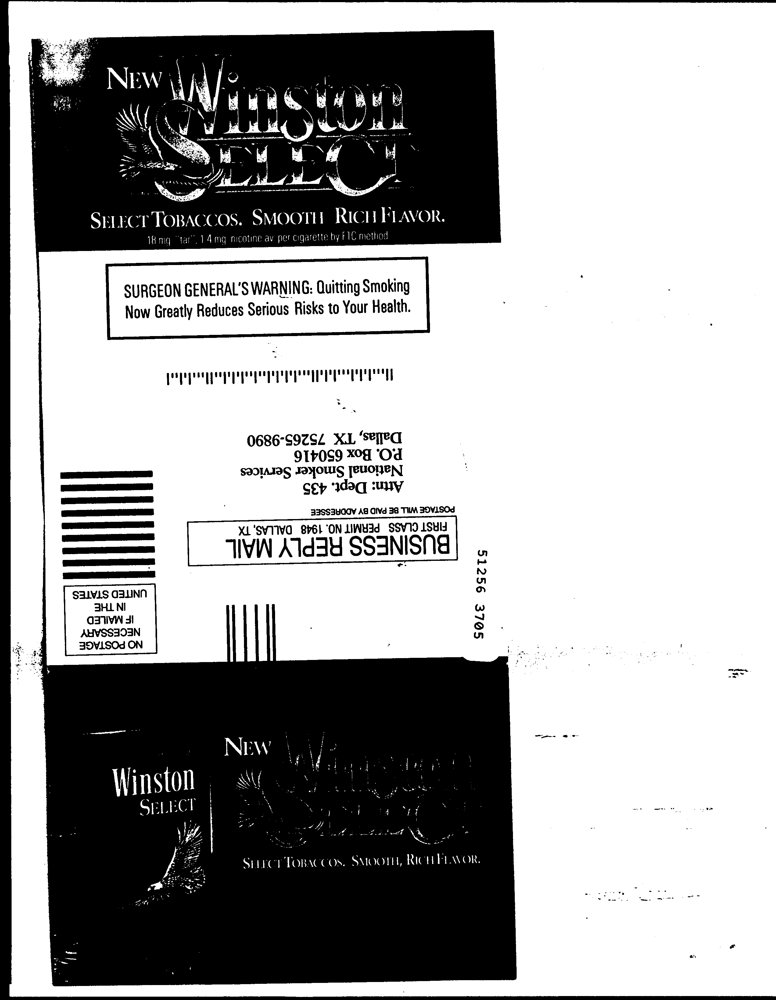 NEW Winston
SELECT
SELECT TOBACCOS. SMOOTH RICH FLAVOR.
18 mg. "tar", 1.4 mg. nicotine av. per cigarette by FTC method.
SURGEON GENERAL'S WARNING: Quitting Smoking
Now Greatly Reduces Serious Risks to Your Health.
NO POSTAGE
NECESSARY
IF MAILED
IN THE
UNITED STATES
BUSINESS REPLY MAIL
FIRST CLASS PERMIT NO. 1948 DALLAS, TX
POSTAGE WILL BE PAID BY ADDRESSEE
Attn: Dept. 435
National Smoker Services
P.O. Box 650416
Dallas, TX 75265-9890
51256 3705
Winston
SELECT
NEW Winston
SELECT
SELECT TOBACCOS. SMOOTH, RICH FLAVOR.